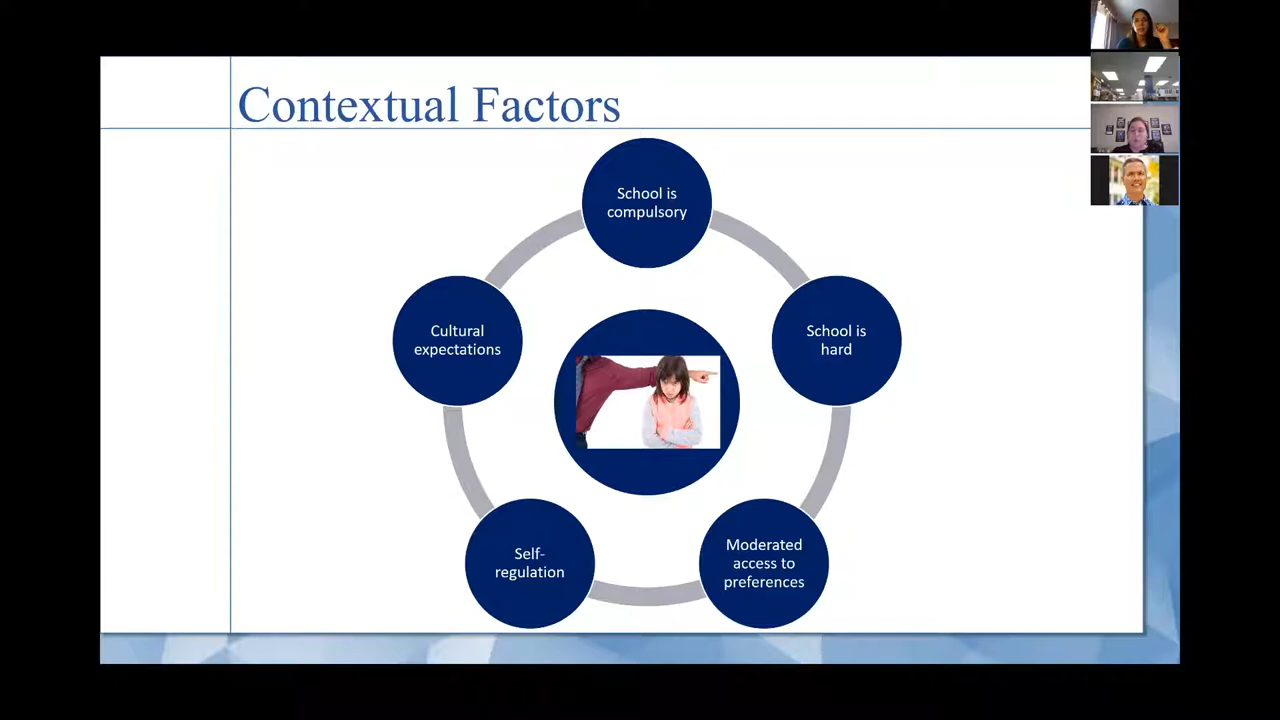 Contextual Factors
School is
compulsory
School is
hard
Moderated
access to
preferences
Self-
regulation
Cultural
expectations